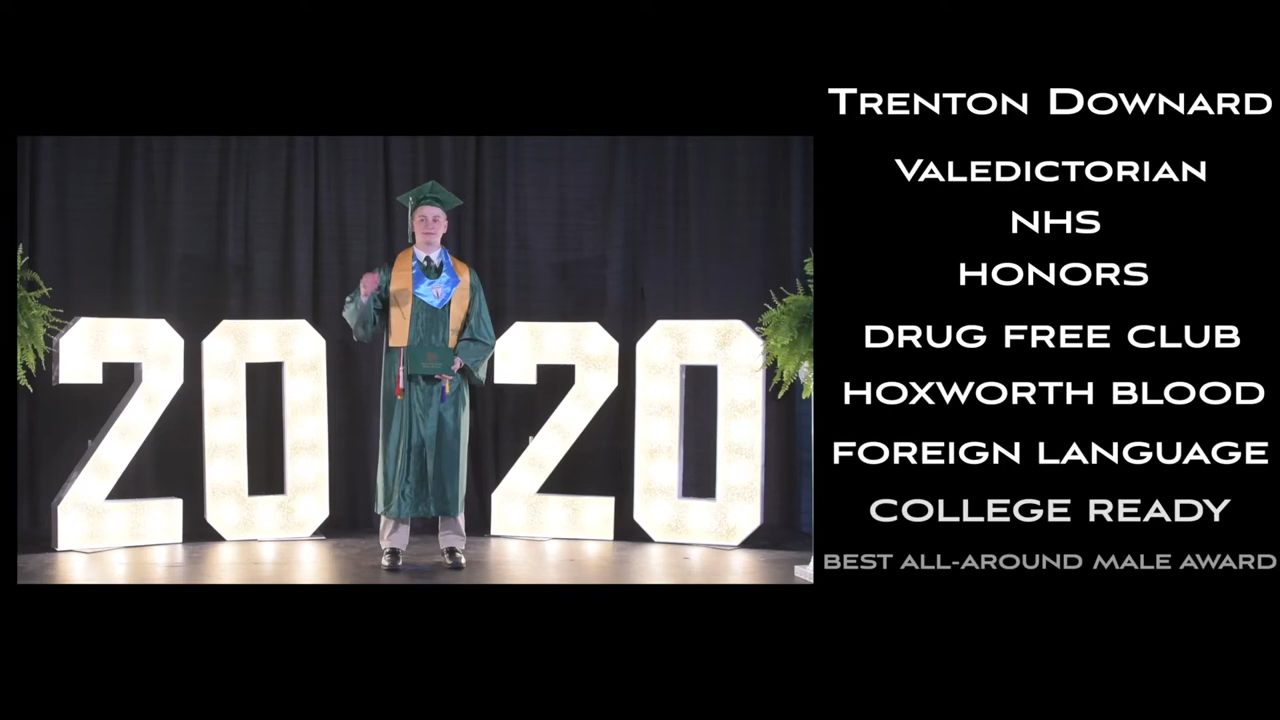 2020
Trenton Downard
Valedictorian
NHS
HONORS
DRUG FREE CLUB
HOXWORTH BLOOD
FOREIGN LANGUAGE
COLLEGE READY
BEST ALL-AROUND MALE AWARD